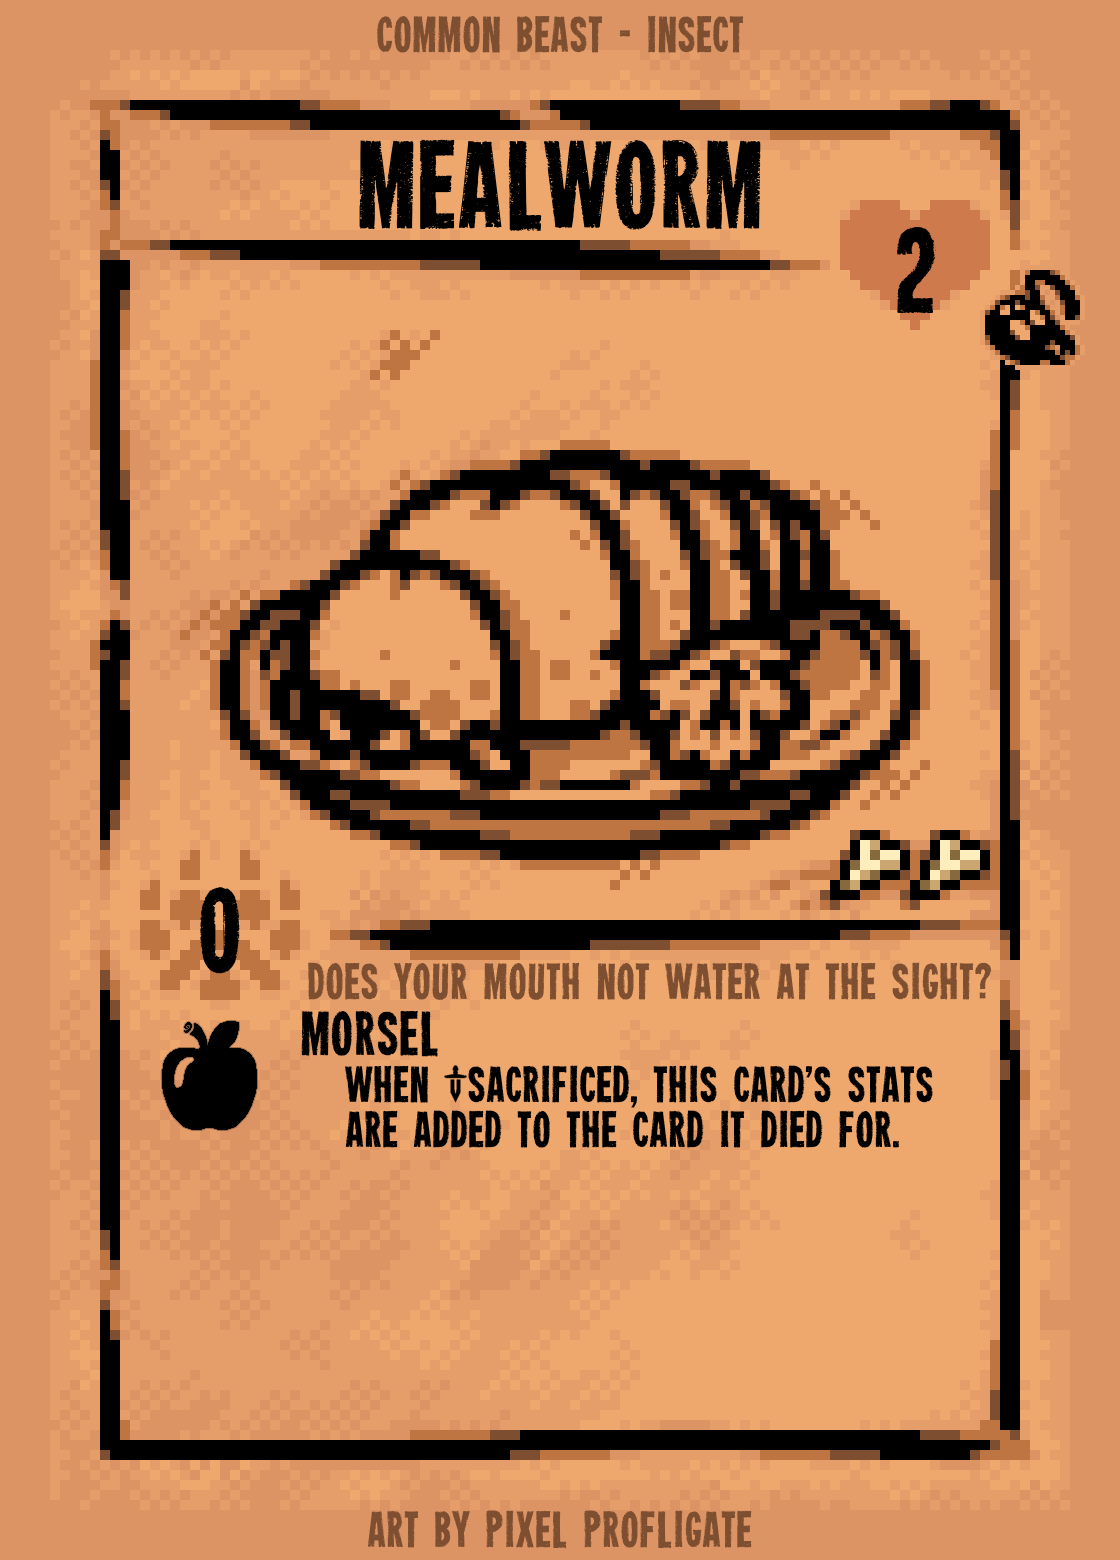 COMMON BEAST - INSECT
MEALWORM
2
0
DOES YOUR MOUTH NOT WATER AT THE SIGHT?
MORSEL
WHEN SACRIFICED, THIS CARD'S STATS
ARE ADDED TO THE CARD IT DIED FOR.
ART BY PIXEL PROFLIGATE